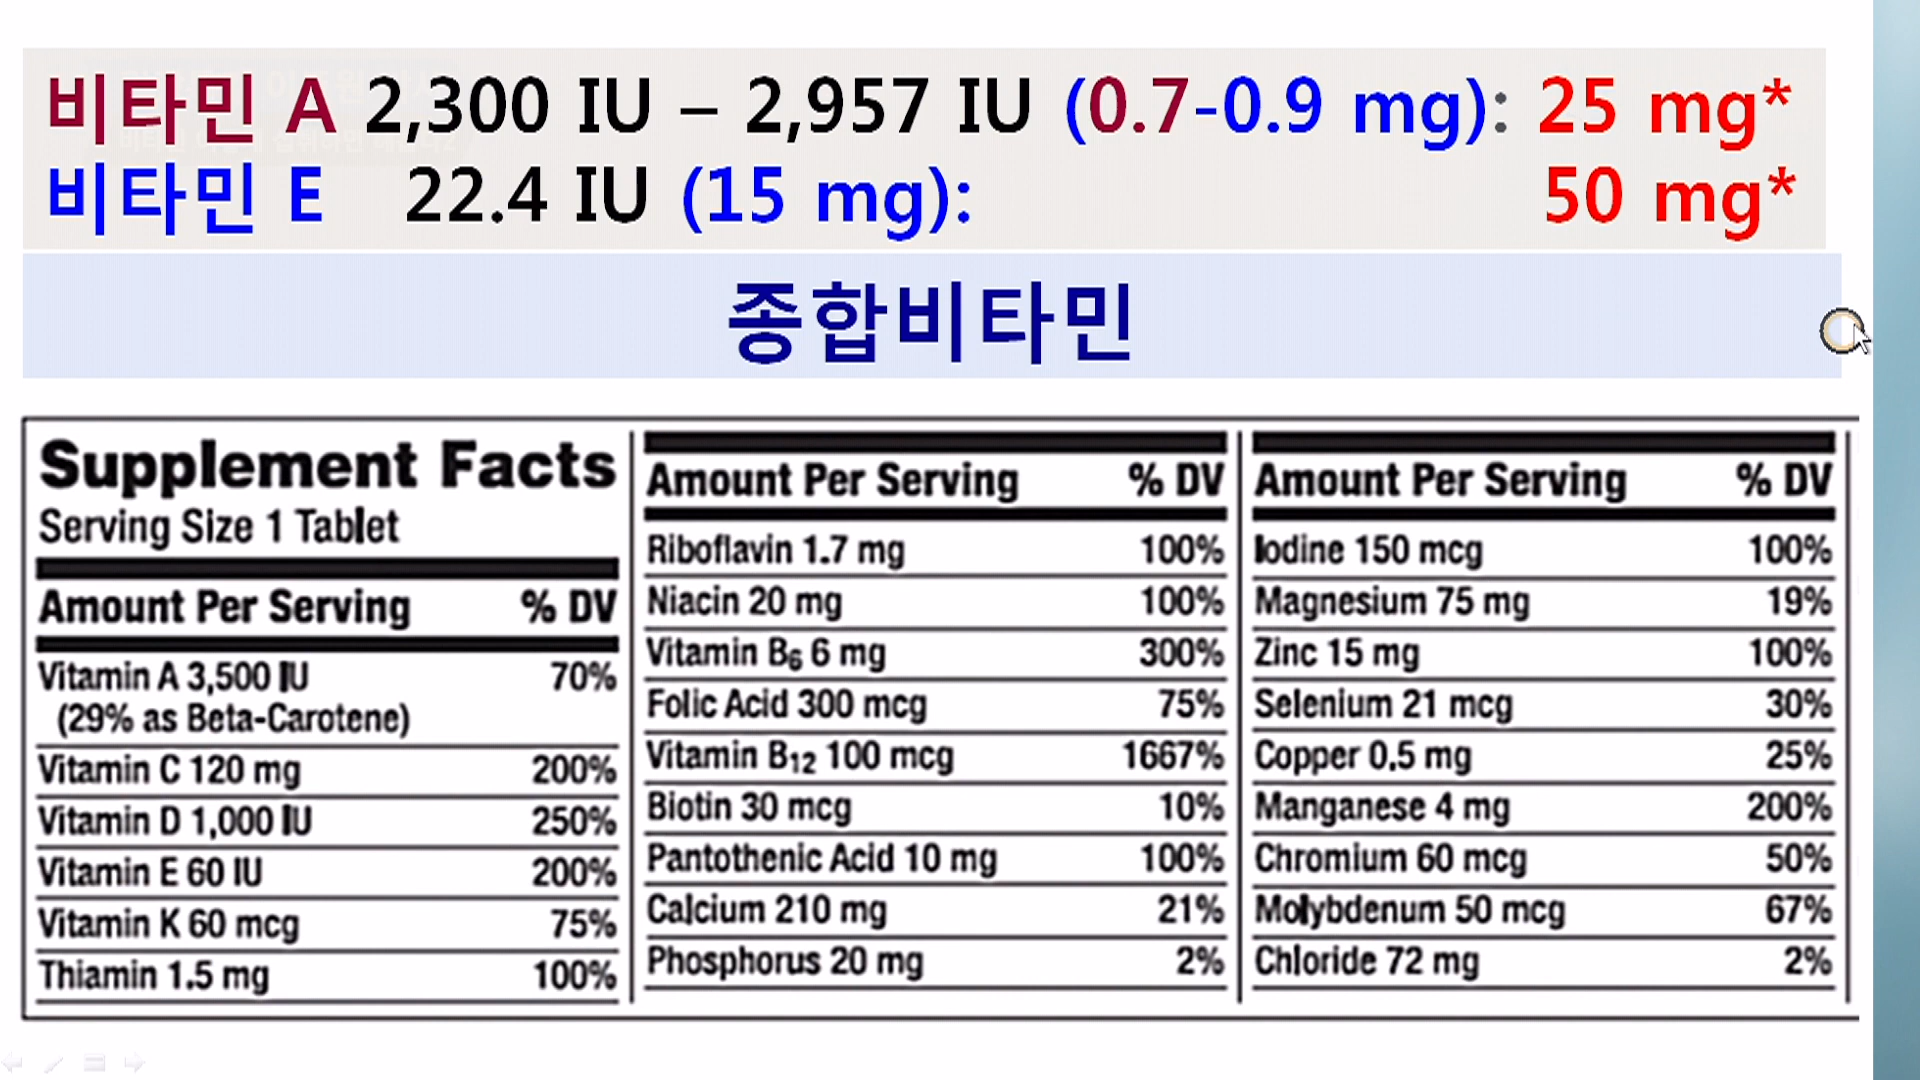 비타민 A 2,300 IU – 2,957 IU (0.7-0.9 mg): 25 mg*
비타민 E 22.4 IU (15 mg): 50 mg*
종합비타민
Supplement Facts
Serving Size 1 Tablet
Amount Per Serving % DV
Vitamin A 3,500 IU 70%
(29% as Beta-Carotene)
Vitamin C 120 mg 200%
Vitamin D 1,000 IU 250%
Vitamin E 60 IU 200%
Vitamin K 60 mcg 75%
Thiamin 1.5 mg 100%
Amount Per Serving % DV
Riboflavin 1.7 mg 100%
Niacin 20 mg 100%
Vitamin B6 6 mg 300%
Folic Acid 300 mcg 75%
Vitamin B12 100 mcg 1667%
Biotin 30 mcg 10%
Pantothenic Acid 10 mg 100%
Calcium 210 mg 21%
Phosphorus 20 mg 2%
Amount Per Serving % DV
Iodine 150 mcg 100%
Magnesium 75 mg 19%
Zinc 15 mg 100%
Selenium 21 mcg 30%
Copper 0.5 mg 25%
Manganese 4 mg 200%
Chromium 60 mcg 50%
Molybdenum 50 mcg 67%
Chloride 72 mg 2%